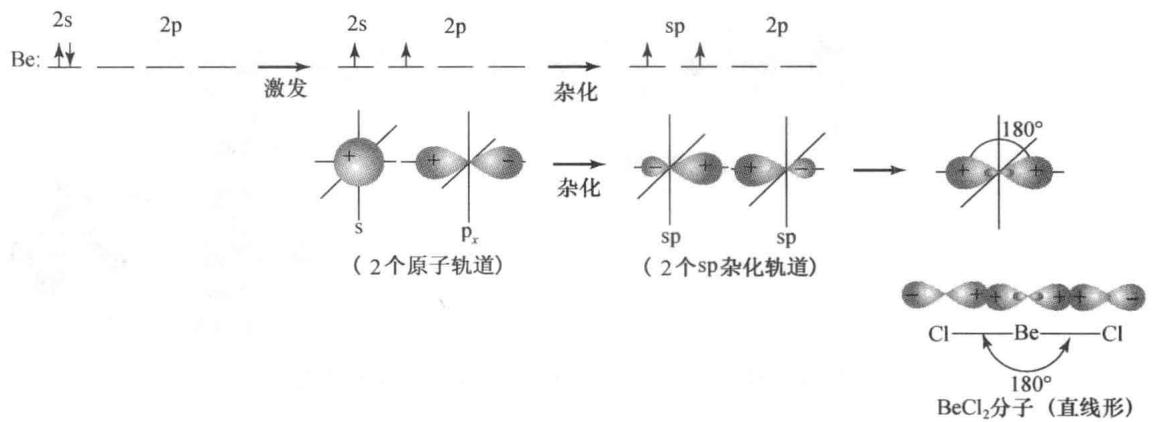 2s 2p 2s 2p sp 2p
Be:
激发 杂化
180°
+ + - - + + - + +
杂化
s pₓ sp sp
(2个原子轨道) (2个sp杂化轨道)
- + + + + -
Cl—Be—Cl
180°
BeCl₂分子(直线形)